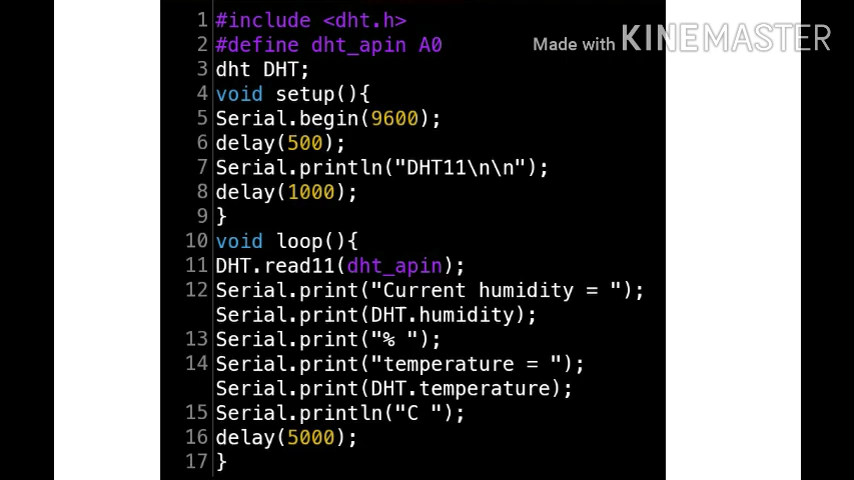 Made with KINEMASTER
1 #include <dht.h>
2 #define dht_apin A0
3 dht DHT;
4 void setup(){
5 Serial.begin(9600);
6 delay(500);
7 Serial.println("DHT11\n\n");
8 delay(1000);
9 }
10 void loop(){
11 DHT.read11(dht_apin);
12 Serial.print("Current humidity = ");
Serial.print(DHT.humidity);
13 Serial.print("% ");
14 Serial.print("temperature = ");
Serial.print(DHT.temperature);
15 Serial.println("C ");
16 delay(5000);
17 }